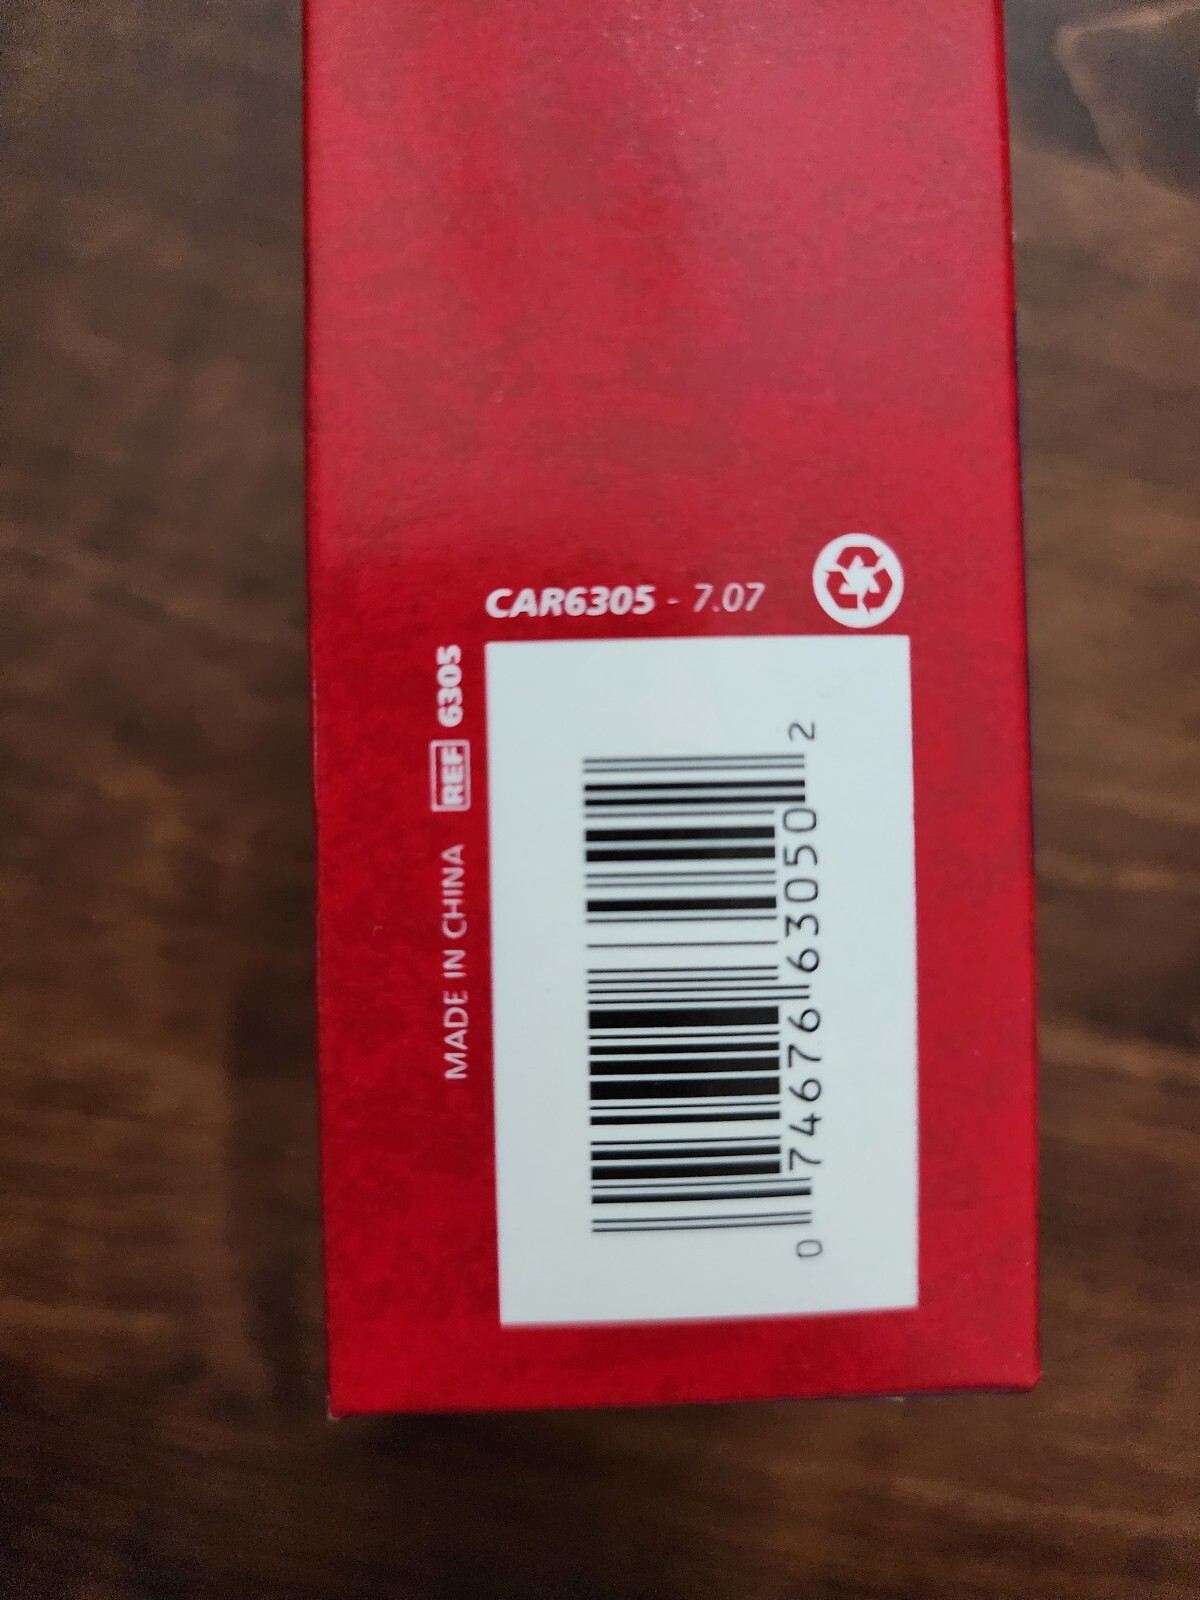 CAR6305 - 7.07
MADE IN CHINA REF 6305
0 74676 63050 2